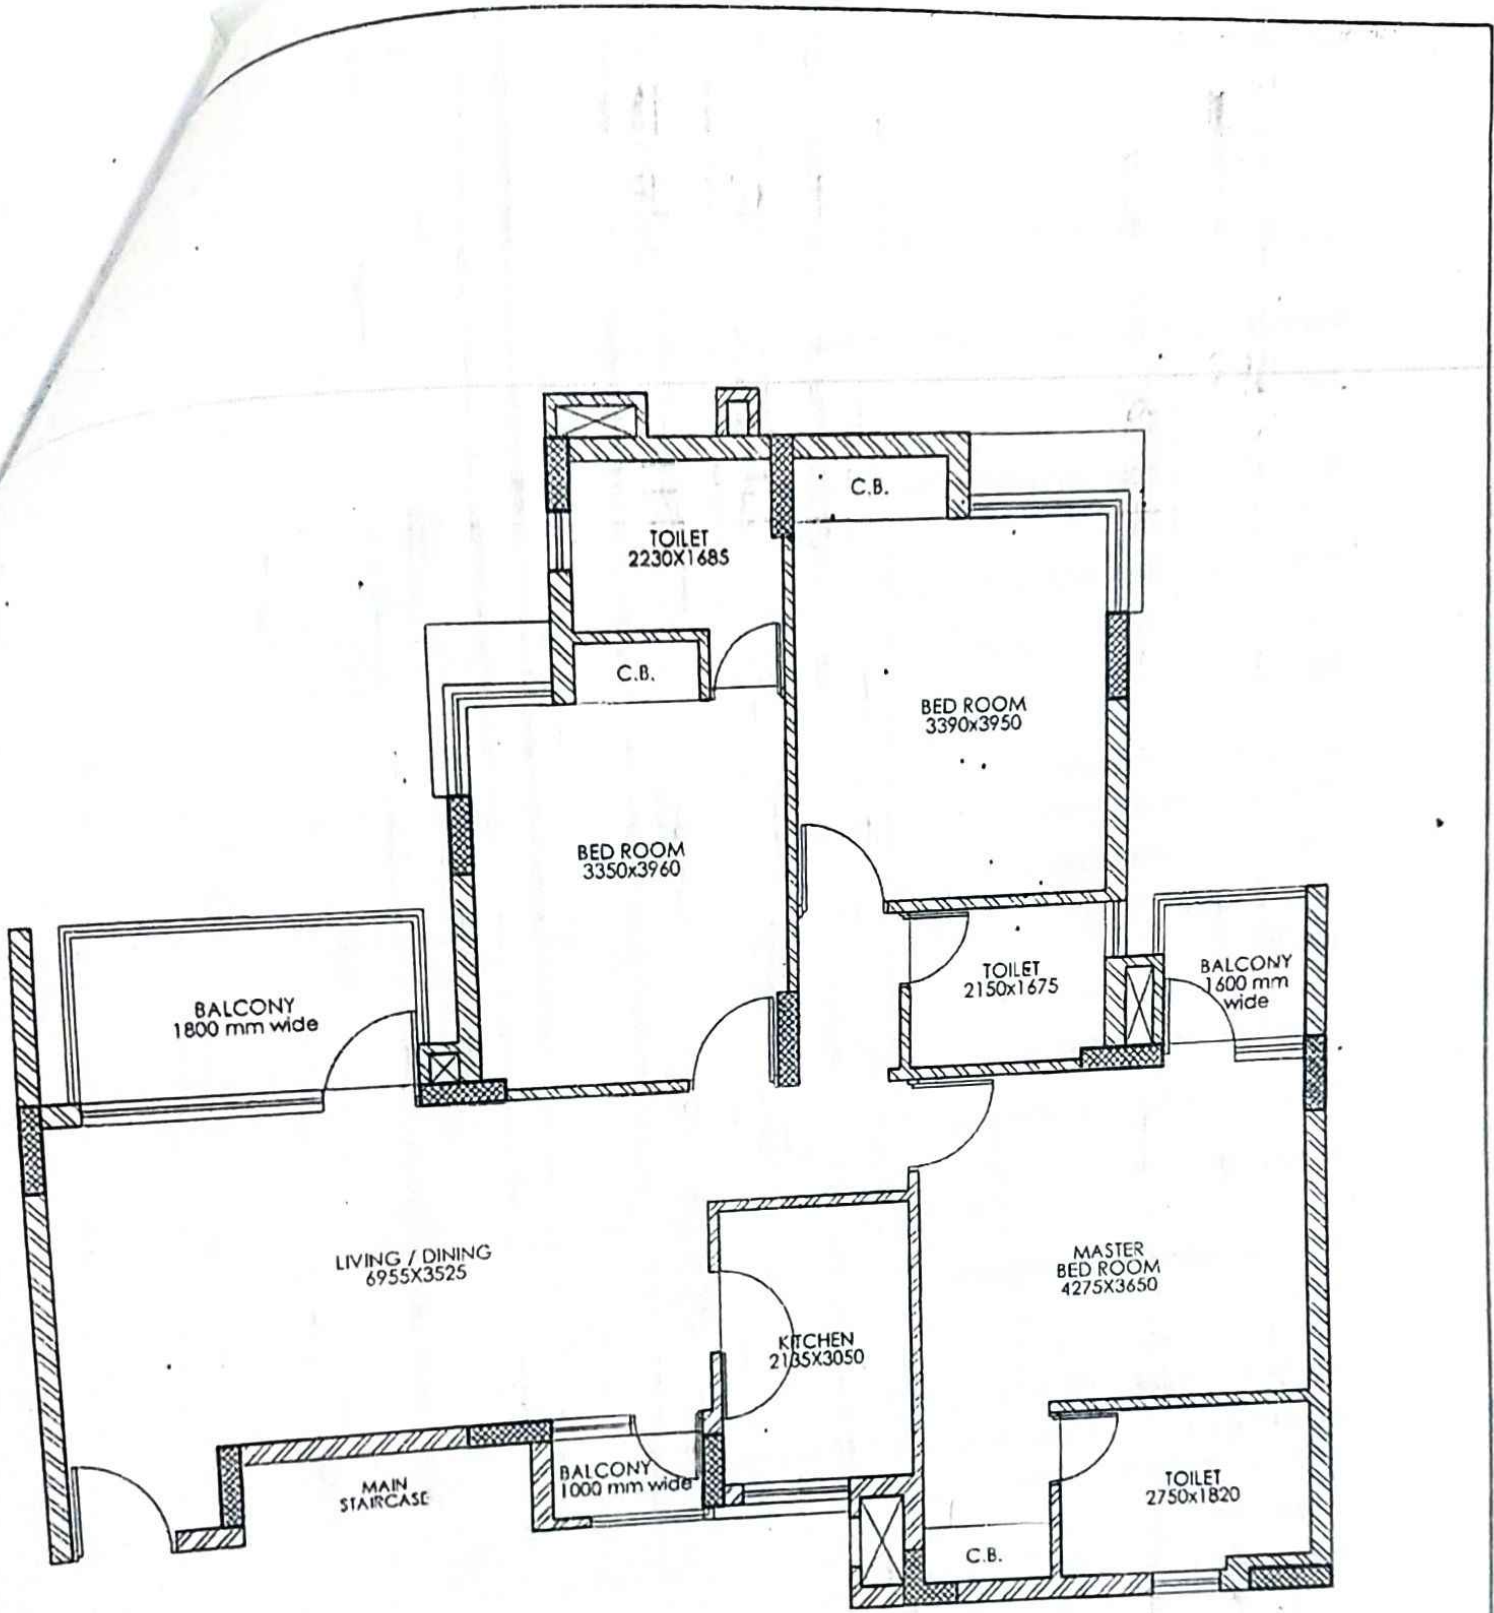 C.B.
TOILET
2230X1685
C.B.
BED ROOM
3390x3950
BED ROOM
3350x3960
TOILET
2150x1675
BALCONY
1600 mm
wide
BALCONY
1800 mm wide
LIVING / DINING
6955X3525
MASTER
BED ROOM
4275X3650
KITCHEN
2135X3050
BALCONY
1000 mm wide
MAIN
STAIRCASE
TOILET
2750x1820
C.B.